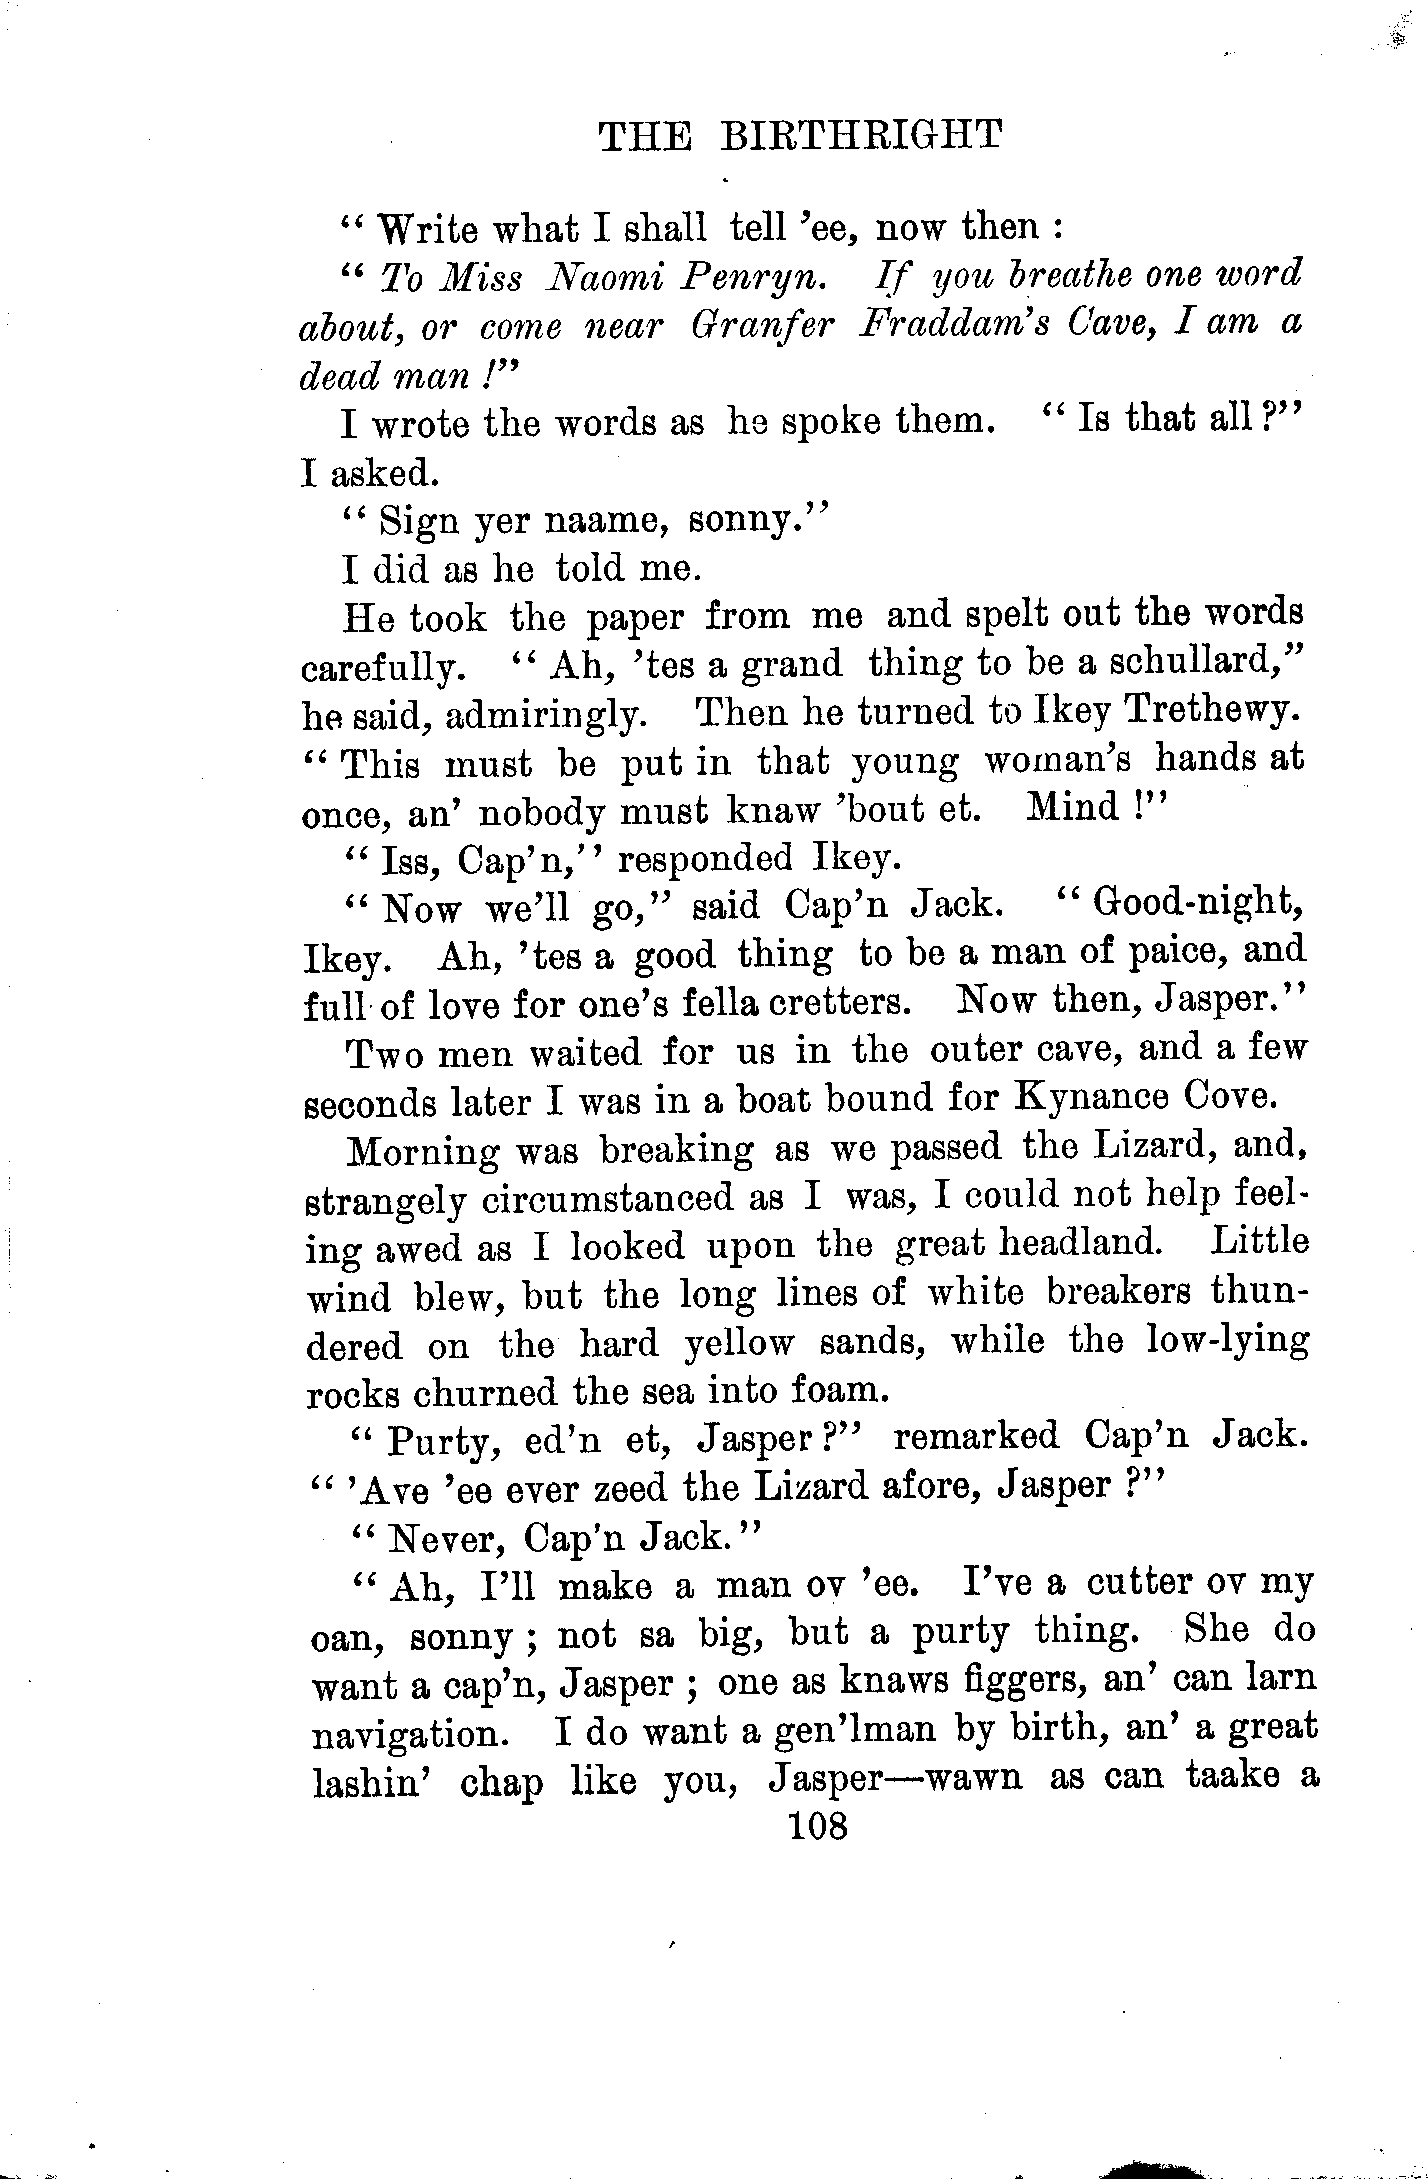 THE BIRTHRIGHT
“ Write what I shall tell ’ee, now then :
“ To Miss Naomi Penryn. If you breathe one word
about, or come near Granfer Fraddam’s Cave, I am a
dead man !”
I wrote the words as he spoke them. “ Is that all ?”
I asked.
“ Sign yer naame, sonny.”
I did as he told me.
He took the paper from me and spelt out the words
carefully. “ Ah, ’tes a grand thing to be a schullard,”
he said, admiringly. Then he turned to Ikey Trethewy.
“ This must be put in that young woman’s hands at
once, an’ nobody must knaw ’bout et. Mind !”
“ Iss, Cap’n,” responded Ikey.
“ Now we’ll go,” said Cap’n Jack. “ Good-night,
Ikey. Ah, ’tes a good thing to be a man of paice, and
full of love for one’s fella cretters. Now then, Jasper.”
Two men waited for us in the outer cave, and a few
seconds later I was in a boat bound for Kynance Cove.
Morning was breaking as we passed the Lizard, and,
strangely circumstanced as I was, I could not help feel-
ing awed as I looked upon the great headland. Little
wind blew, but the long lines of white breakers thun-
dered on the hard yellow sands, while the low-lying
rocks churned the sea into foam.
“ Purty, ed’n et, Jasper ?” remarked Cap’n Jack.
“ ’Ave ’ee ever zeed the Lizard afore, Jasper ?”
“ Never, Cap’n Jack.”
“ Ah, I’ll make a man ov ’ee. I’ve a cutter ov my
oan, sonny ; not sa big, but a purty thing. She do
want a cap’n, Jasper ; one as knaws figgers, an’ can larn
navigation. I do want a gen’lman by birth, an’ a great
lashin’ chap like you, Jasper—wawn as can taake a
108